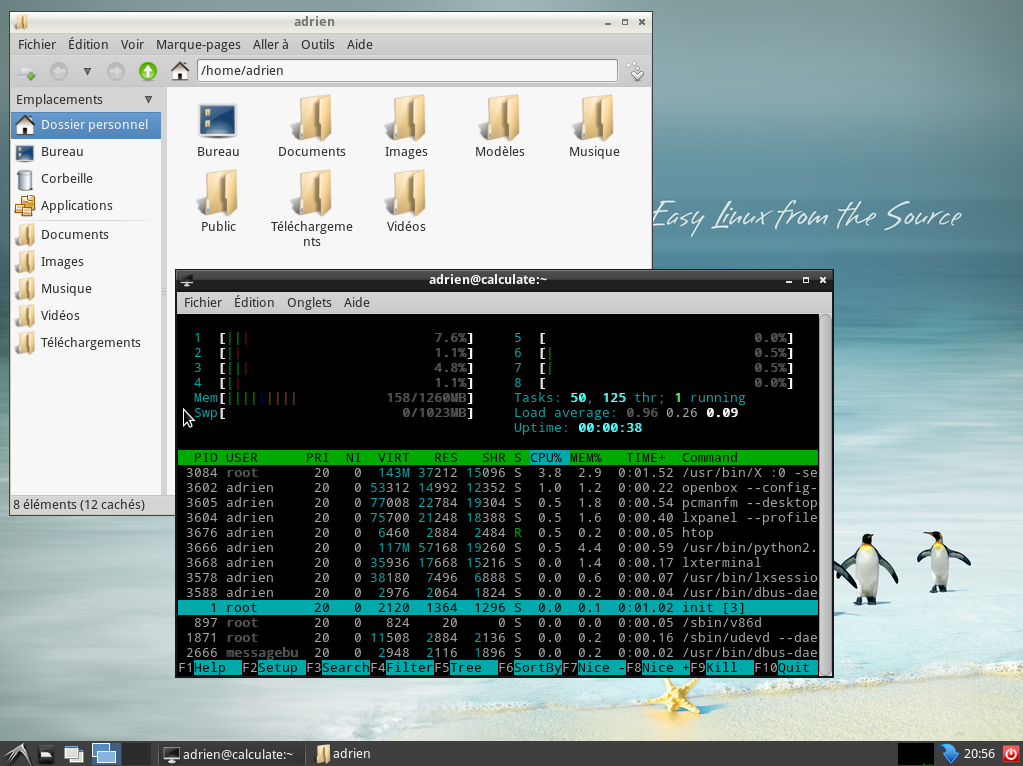 adrien
Fichier Édition Voir Marque-pages Aller à Outils Aide
/home/adrien
Emplacements
Dossier personnel
Bureau
Corbeille
Applications
Documents
Images
Musique
Vidéos
Téléchargements
Bureau Documents Images Modèles Musique
Public Téléchargeme
nts Vidéos
8 éléments (12 cachés)
Easy Linux from the Source
adrien@calculate:~
Fichier Édition Onglets Aide
1 [||| 7.6%] 5 [ 0.0%]
2 [|| 1.1%] 6 [| 0.5%]
3 [||| 4.8%] 7 [| 0.5%]
4 [|| 1.1%] 8 [ 0.0%]
Mem[||||||||| 158/1260MB] Tasks: 50, 125 thr; 1 running
Swp[ 0/1023MB] Load average: 0.96 0.26 0.09
Uptime: 00:00:38
PID USER PRI NI VIRT RES SHR S CPU% MEM% TIME+ Command
3084 root 20 0 143M 37212 15096 S 3.8 2.9 0:01.52 /usr/bin/X :0 -se
3602 adrien 20 0 53312 14992 12352 S 1.0 1.2 0:00.22 openbox --config-
3605 adrien 20 0 77008 22784 19304 S 0.5 1.8 0:00.54 pcmanfm --desktop
3604 adrien 20 0 75700 21248 18388 S 0.5 1.6 0:00.40 lxpanel --profile
3676 adrien 20 0 6460 2884 2484 R 0.5 0.2 0:00.05 htop
3666 adrien 20 0 117M 57168 19260 S 0.5 4.4 0:00.59 /usr/bin/python2.
3668 adrien 20 0 35936 17668 15216 S 0.0 1.4 0:00.17 lxterminal
3578 adrien 20 0 38180 7496 6888 S 0.0 0.6 0:00.07 /usr/bin/lxsessio
3588 adrien 20 0 2976 2064 1824 S 0.0 0.2 0:00.04 /usr/bin/dbus-dae
1 root 20 0 2120 1364 1296 S 0.0 0.1 0:01.02 init [3]
897 root 20 0 824 20 0 S 0.0 0.0 0:00.05 /sbin/v86d
1871 root 20 0 11508 2884 2136 S 0.0 0.2 0:00.16 /sbin/udevd --dae
2666 messagebu 20 0 2948 2116 1896 S 0.0 0.2 0:00.02 /usr/bin/dbus-dae
F1Help F2Setup F3SearchF4FilterF5Tree F6SortByF7Nice -F8Nice +F9Kill F10Quit
adrien@calculate:~ adrien 20:56